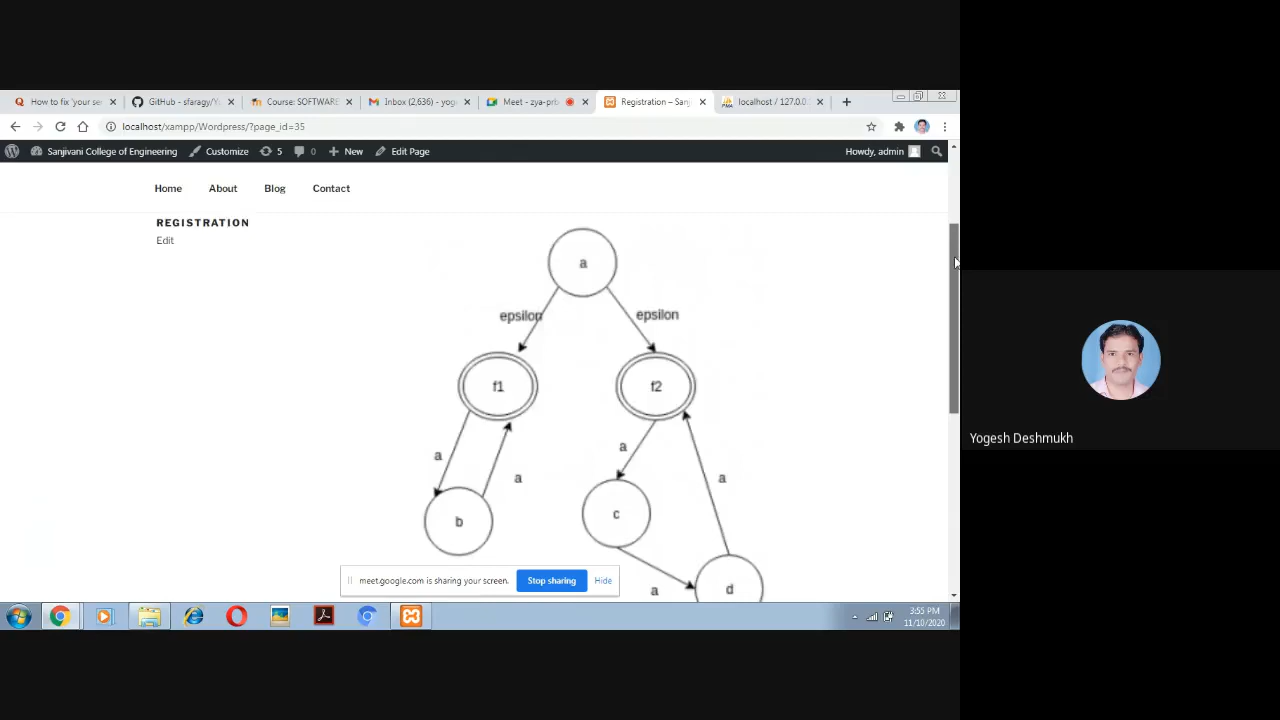 How to fix 'your se
GitHub - sfaragy/Y
Course: SOFTWARE
Inbox (2,636) - yog
Meet - zya-prb
Registration – Sanj
localhost / 127.0.0
localhost/xampp/Wordpress/?page_id=35
Sanjivani College of Engineering
Customize
5
0
New
Edit Page
Howdy, admin
Home
About
Blog
Contact
REGISTRATION
Edit
a
epsilon
epsilon
f1
f2
a
a
a
a
b
c
a
d
meet.google.com is sharing your screen.
Stop sharing
Hide
3:55 PM
11/10/2020
Yogesh Deshmukh